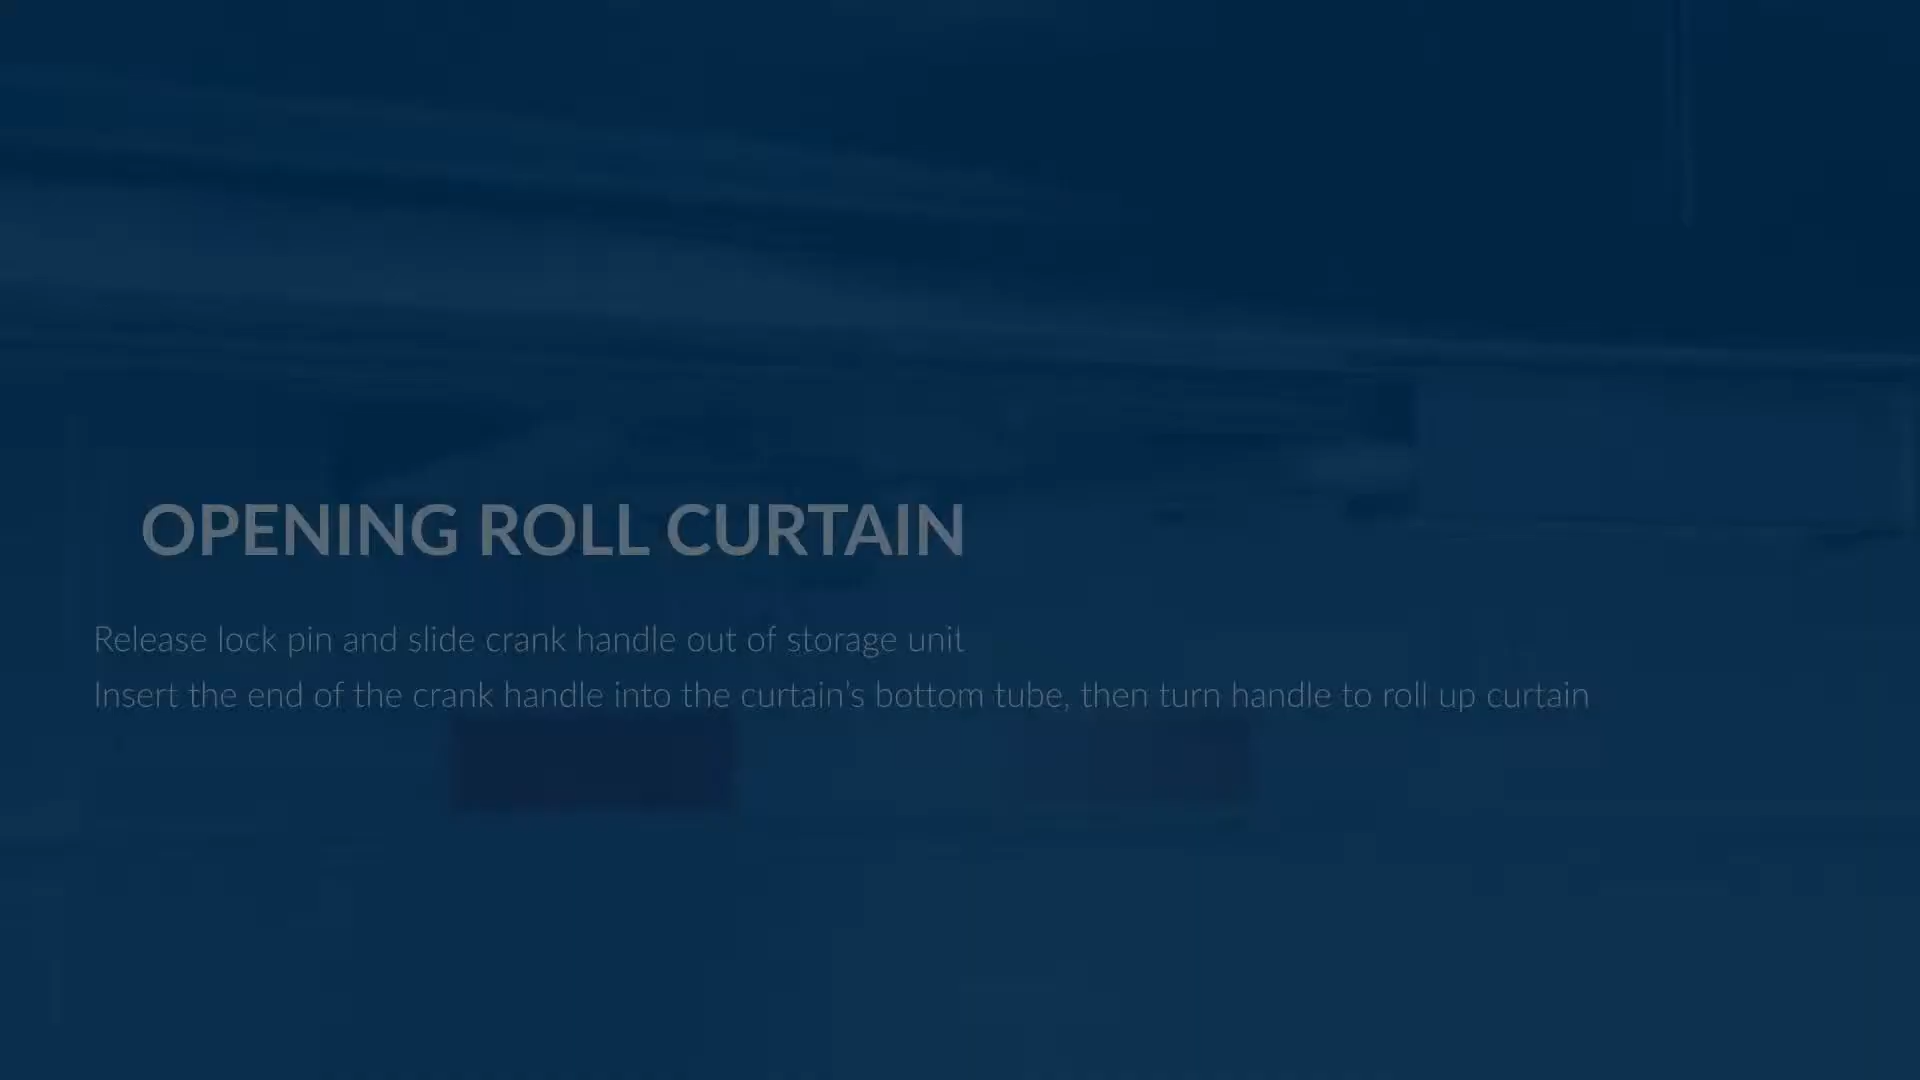 OPENING ROLL CURTAIN
Release lock pin and slide crank handle out of storage unit
Insert the end of the crank handle into the curtain’s bottom tube, then turn handle to roll up curtain